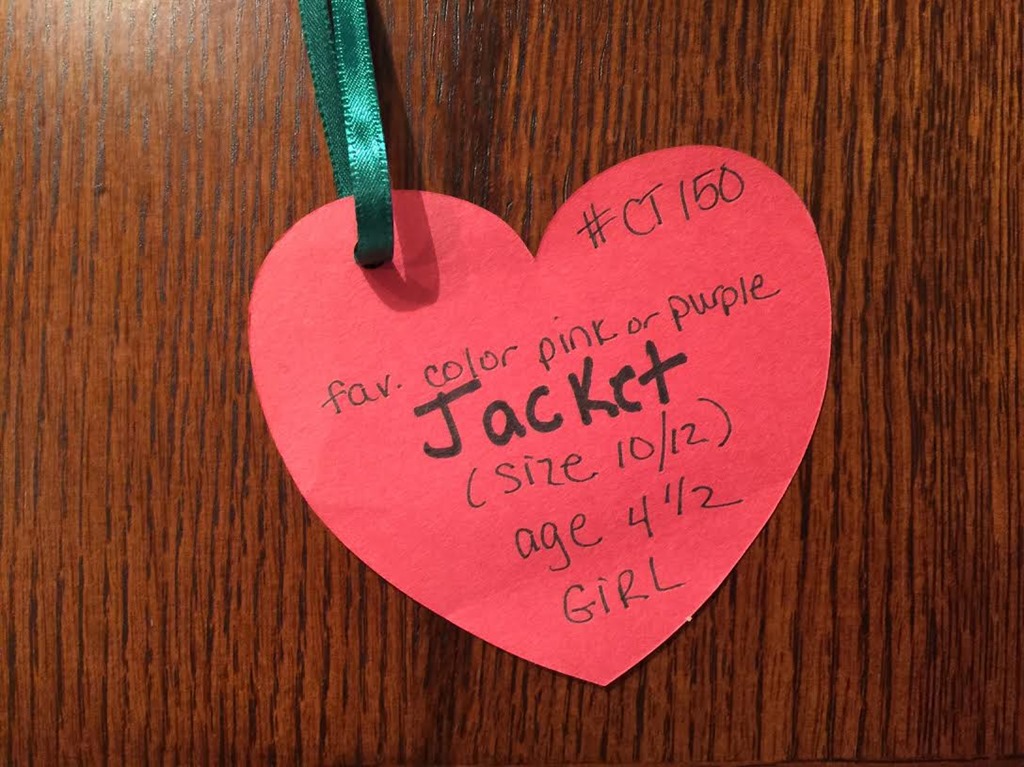 #CT150
fav. color pink or purple
Jacket
(size 10/12)
age 4 1/2
GiRL